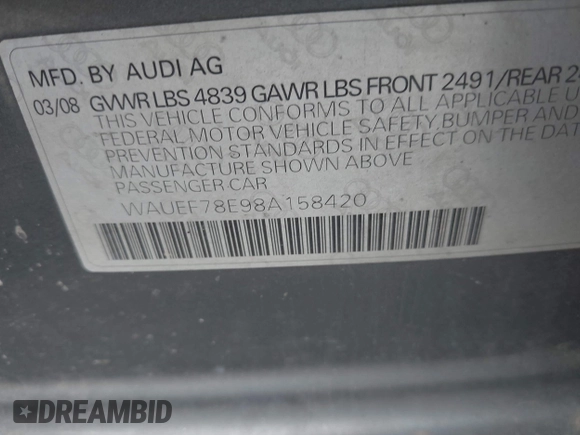 MFD. BY AUDI AG
03/08 GVWR LBS 4839 GAWR LBS FRONT 2491/REAR 2
THIS VEHICLE CONFORMS TO ALL APPLICABLE U
FEDERAL MOTOR VEHICLE SAFETY, BUMPER AND
PREVENTION STANDARDS IN EFFECT ON THE DAT
MANUFACTURE SHOWN ABOVE
PASSENGER CAR
WAUEF78E98A158420
DREAMBID